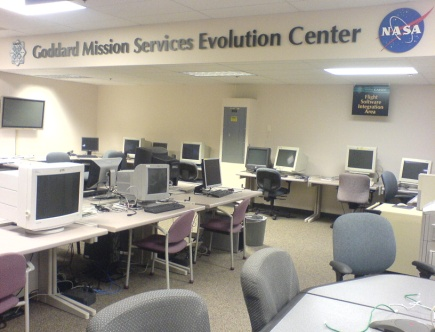 Goddard Mission Services Evolution Center
NASA
Flight
Software
Integration
Area